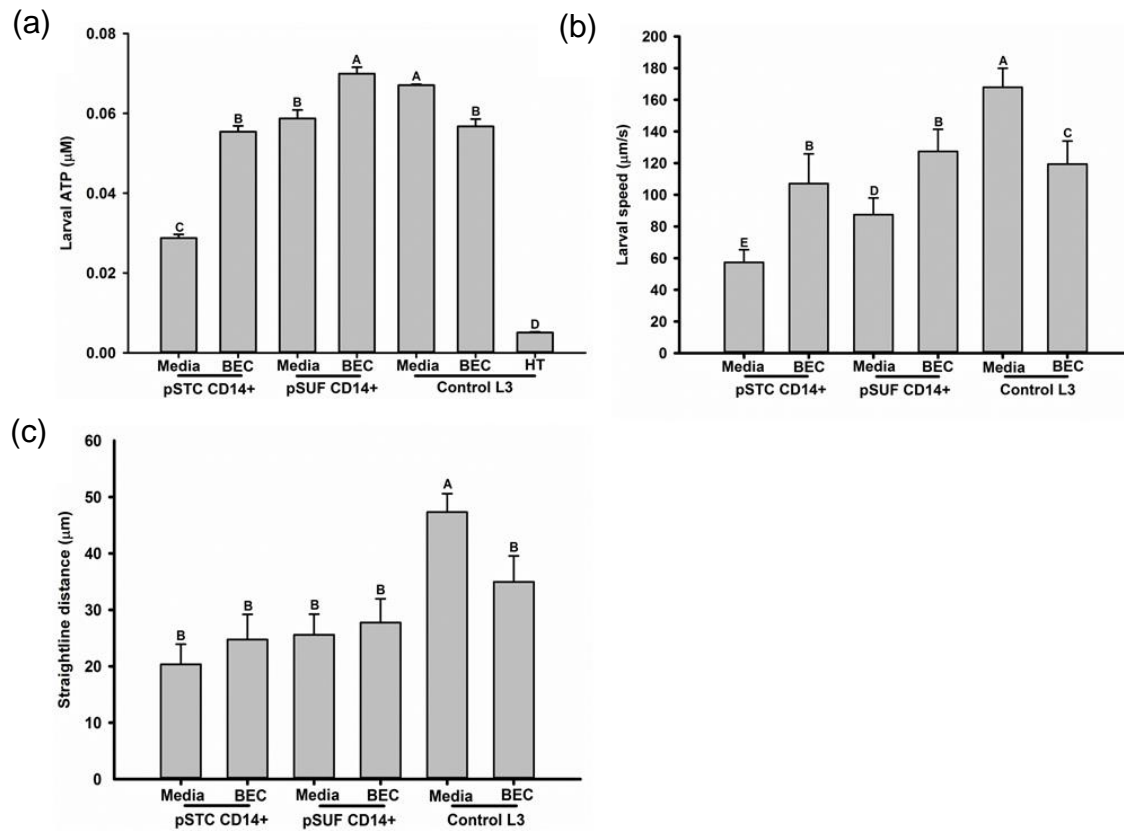 (a)
0.08
0.06
0.04
0.02
0.00
Larval ATP (μM)
C
B
B
A
A
B
D
Media BEC Media BEC Media BEC HT
pSTC CD14+ pSUF CD14+ Control L3
(b)
200
180
160
140
120
100
80
60
40
20
0
Larval speed (μm/s)
E
B
D
B
A
C
Media BEC Media BEC Media BEC
pSTC CD14+ pSUF CD14+ Control L3
(c)
60
50
40
30
20
10
0
Straightline distance (μm)
B
B
B
B
A
B
Media BEC Media BEC Media BEC
pSTC CD14+ pSUF CD14+ Control L3